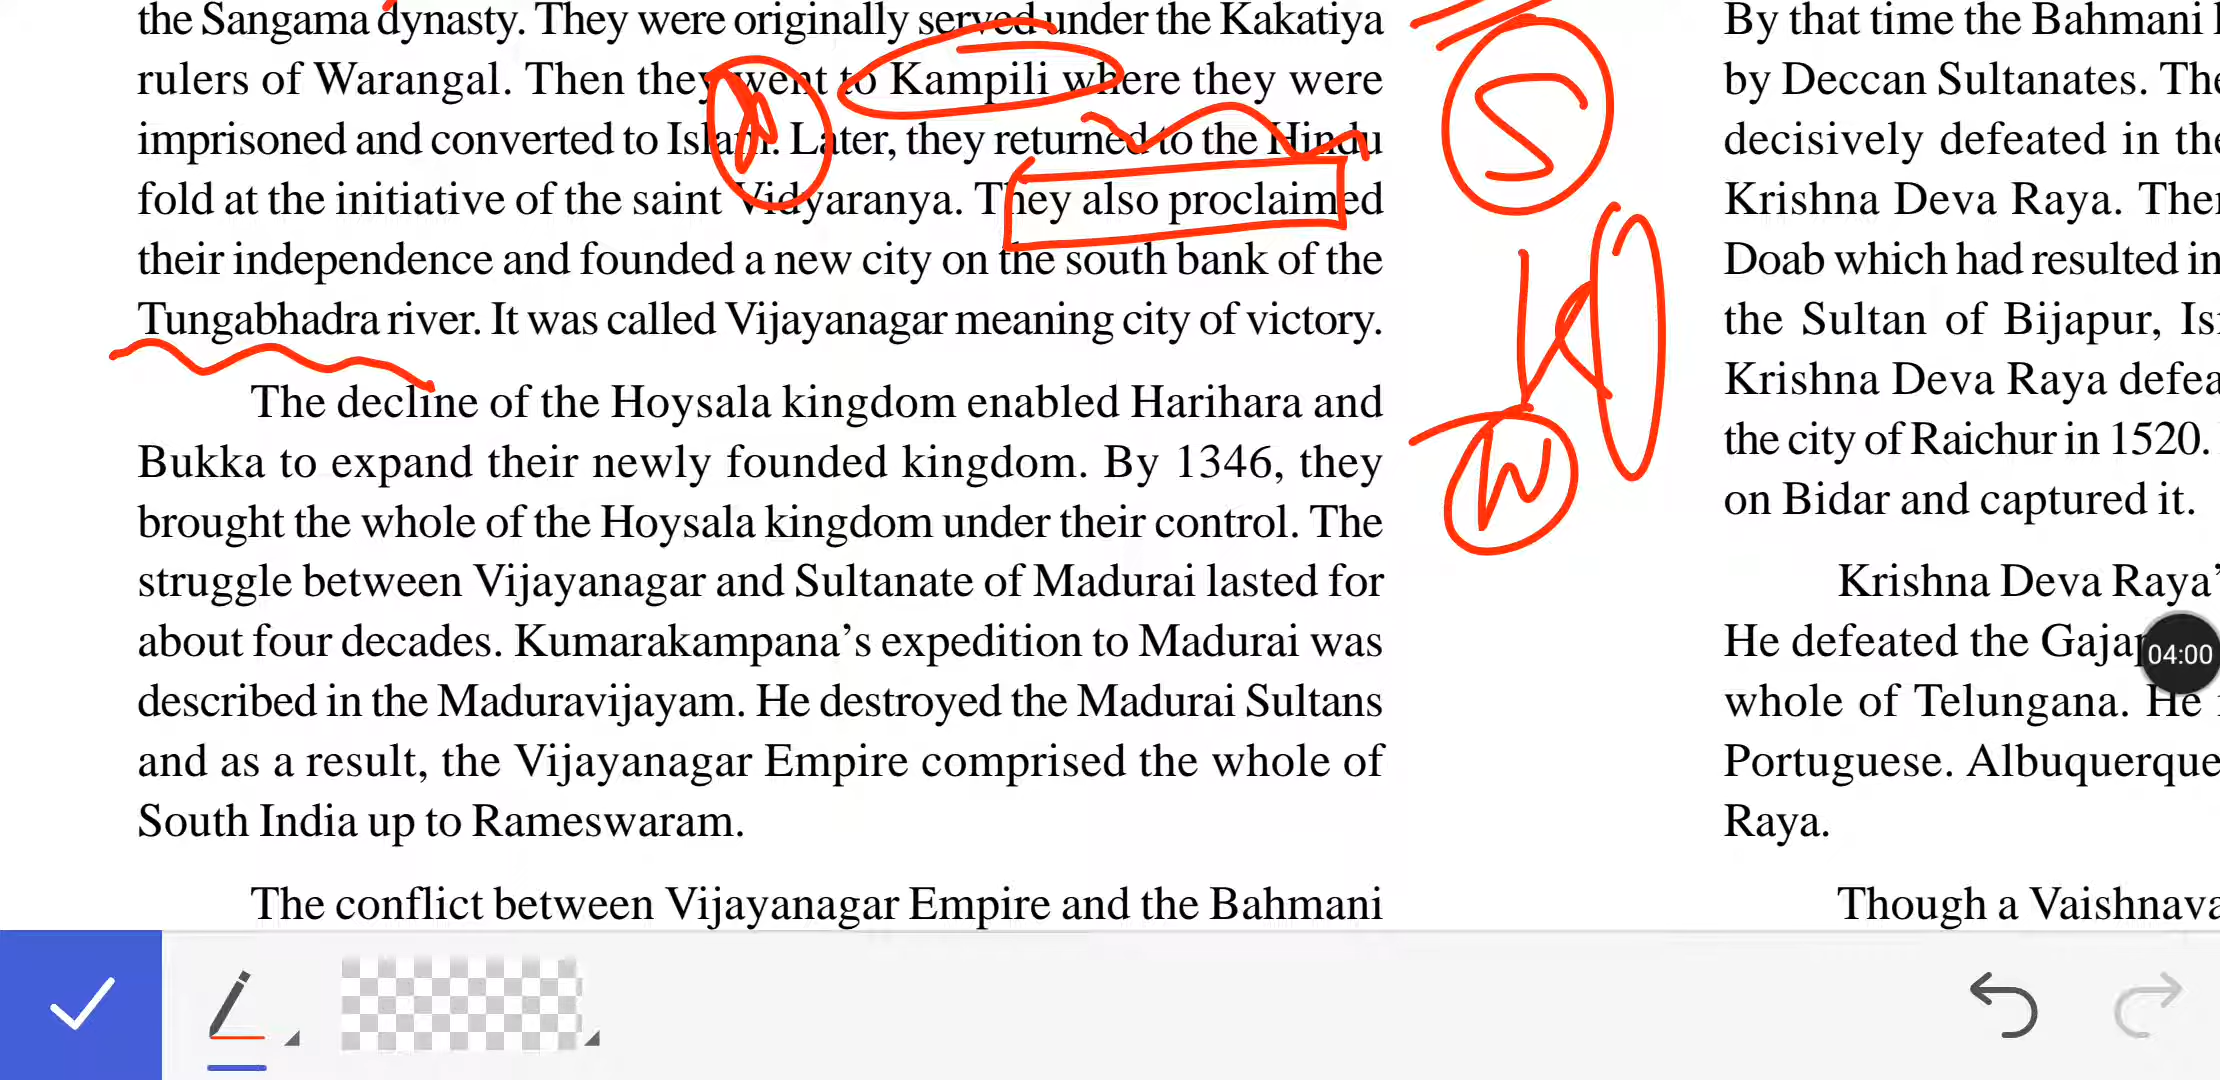 the Sangama dynasty. They were originally served under the Kakatiya
rulers of Warangal. Then they went to Kampili where they were
imprisoned and converted to Islam. Later, they returned to the Hindu
fold at the initiative of the saint Vidyaranya. They also proclaimed
their independence and founded a new city on the south bank of the
Tungabhadra river. It was called Vijayanagar meaning city of victory.
The decline of the Hoysala kingdom enabled Harihara and
Bukka to expand their newly founded kingdom. By 1346, they
brought the whole of the Hoysala kingdom under their control. The
struggle between Vijayanagar and Sultanate of Madurai lasted for
about four decades. Kumarakampana’s expedition to Madurai was
described in the Maduravijayam. He destroyed the Madurai Sultans
and as a result, the Vijayanagar Empire comprised the whole of
South India up to Rameswaram.
The conflict between Vijayanagar Empire and the Bahmani
S
K
By that time the Bahmani
by Deccan Sultanates. The
decisively defeated in the
Krishna Deva Raya. Then
Doab which had resulted in
the Sultan of Bijapur,
Krishna Deva Raya
the city of Raichur in 1520.
on Bidar and captured it.
Krishna Deva Raya’
He defeated the
whole of Telungana. He
Portuguese. Albuquerque
Raya.
Though a
04:00